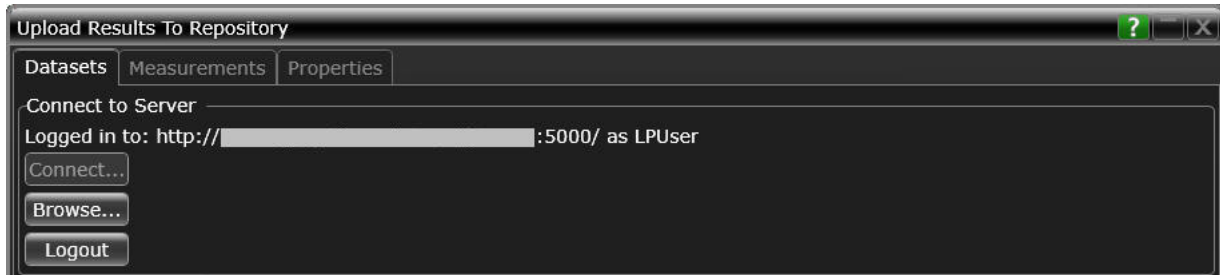 Upload Results To Repository ? X
Datasets Measurements Properties
Connect to Server
Logged in to: http:// :5000/ as LPUser
Connect...
Browse...
Logout